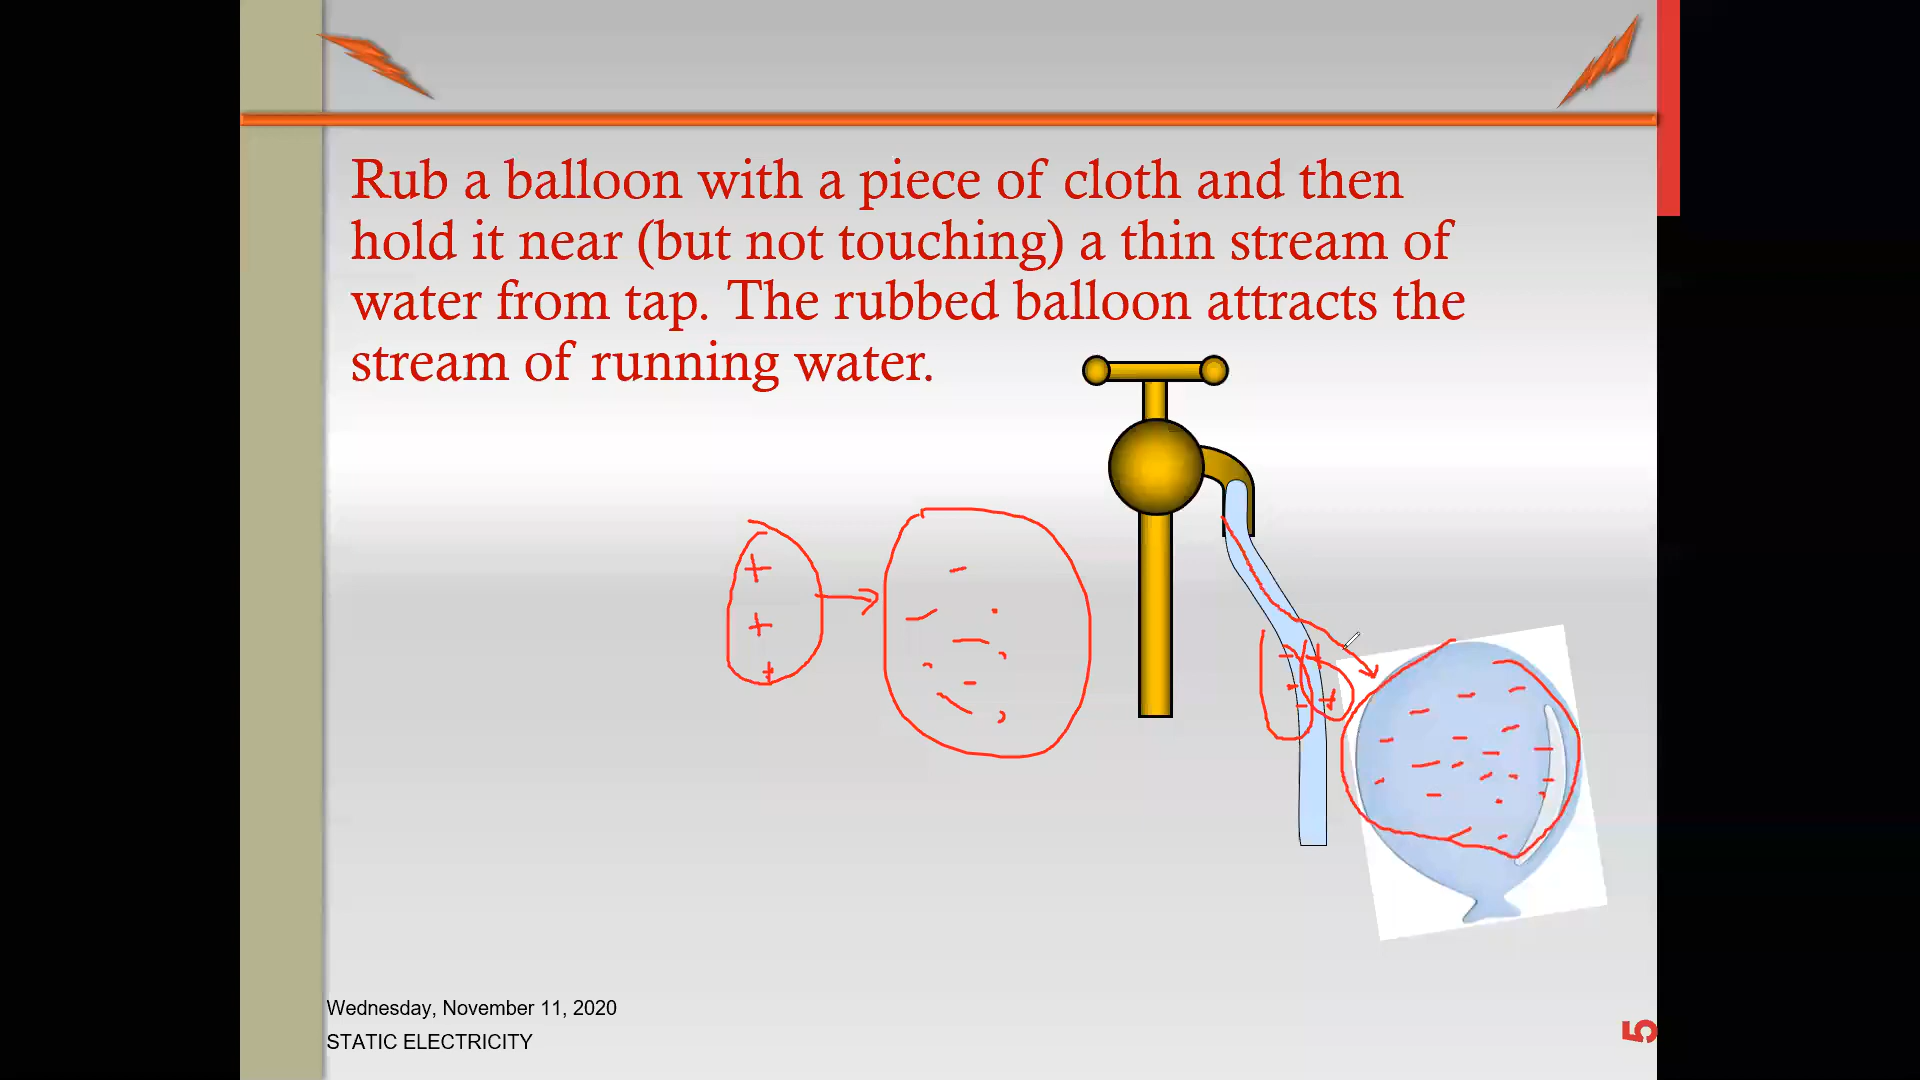 Rub a balloon with a piece of cloth and then
hold it near (but not touching) a thin stream of
water from tap. The rubbed balloon attracts the
stream of running water.
+
+
+
Wednesday, November 11, 2020
STATIC ELECTRICITY
5